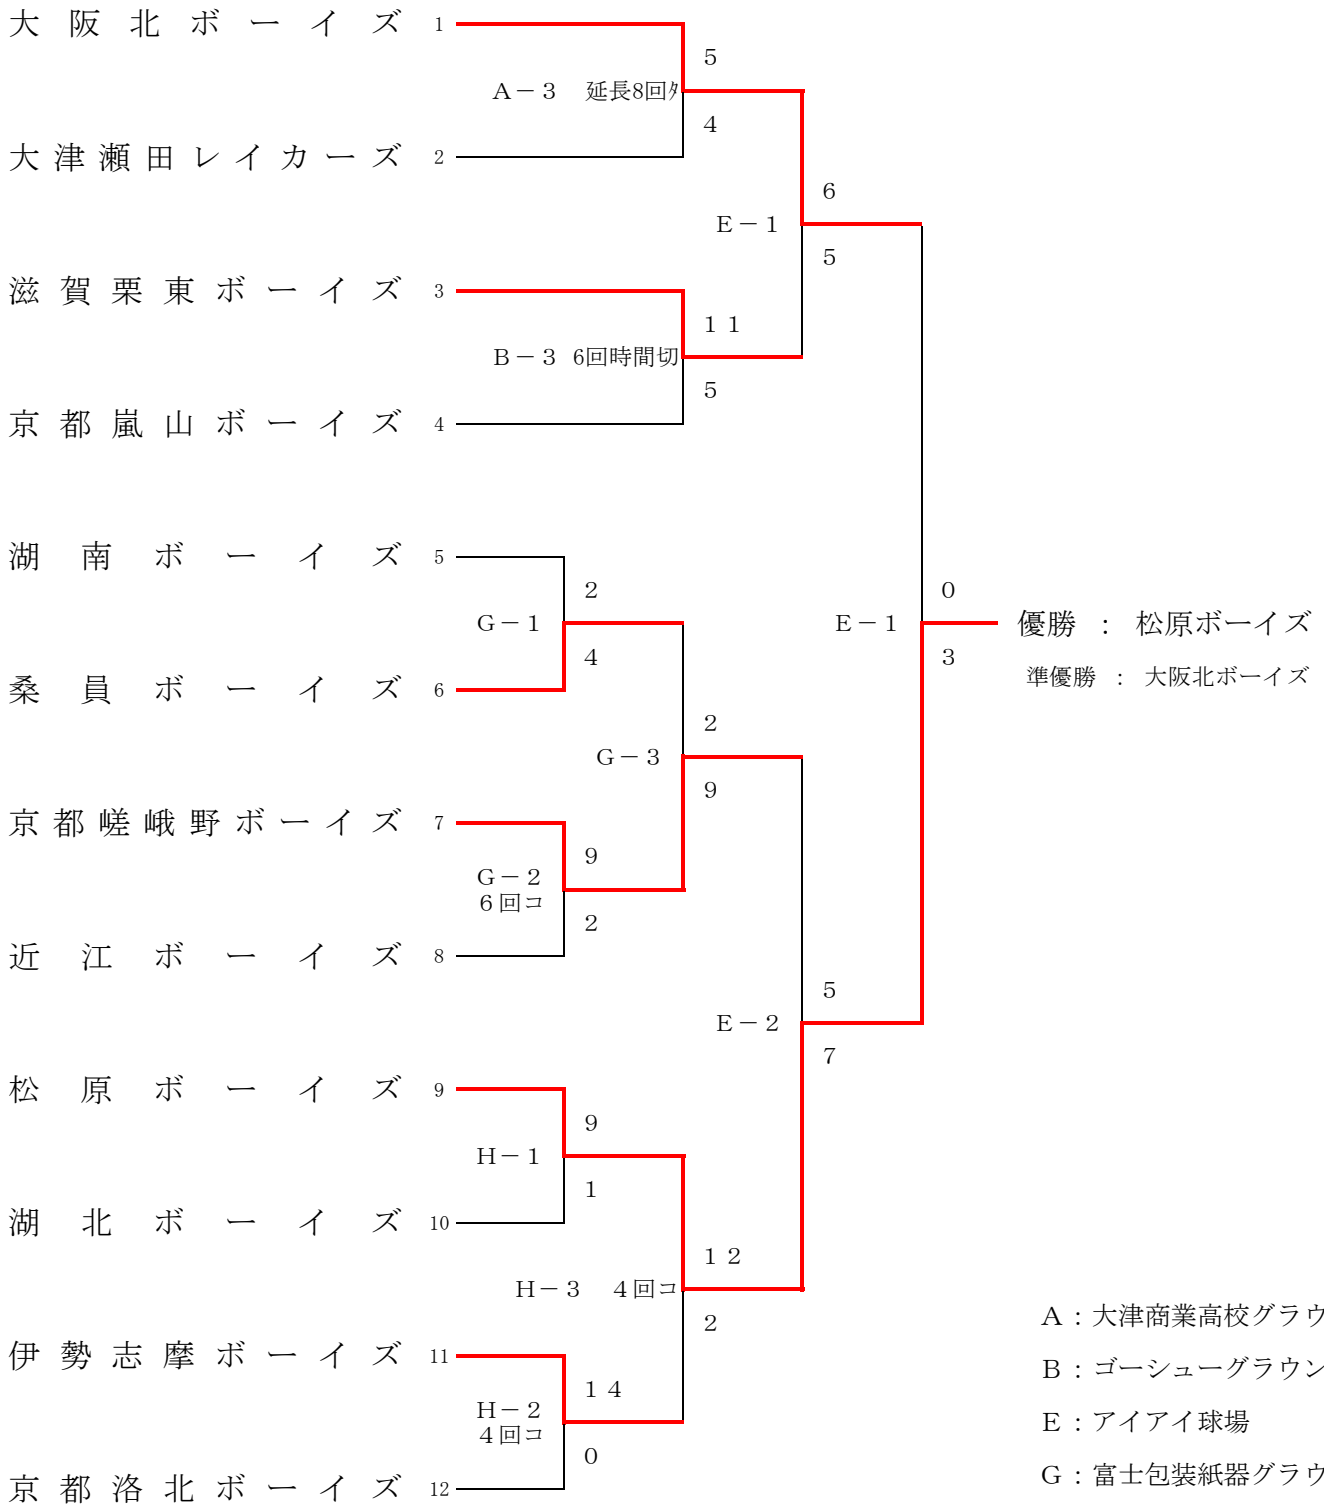 大阪北ボーイズ 1
5
A－3 延長8回ﾀ
4
大津瀬田レイカーズ 2
6
E－1
5
滋賀栗東ボーイズ 3
11
B－3 6回時間切
5
京都嵐山ボーイズ 4
湖南ボーイズ 5
2
G－1
4
桑員ボーイズ 6
0
E－1
3
優勝 : 松原ボーイズ
準優勝 : 大阪北ボーイズ
2
G－3
9
京都嵯峨野ボーイズ 7
9
G－2
6回コ
2
近江ボーイズ 8
5
E－2
7
松原ボーイズ 9
9
H－1
1
湖北ボーイズ 10
12
H－3 4回コ
2
伊勢志摩ボーイズ 11
14
H－2
4回コ
0
京都洛北ボーイズ 12
A : 大津商業高校グラウ
B : ゴーシューグラウン
E : アイアイ球場
G : 富士包装紙器グラウ